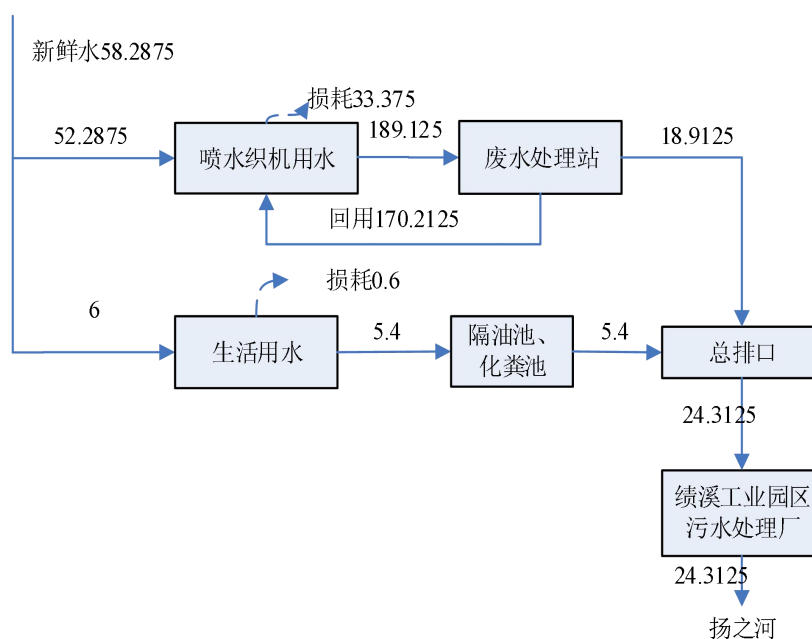 新鲜水58.2875
损耗33.375
52.2875
喷水织机用水
189.125
废水处理站
18.9125
回用170.2125
损耗0.6
6
生活用水
5.4
隔油池、
化粪池
5.4
总排口
24.3125
绩溪工业园区
污水处理厂
24.3125
扬之河